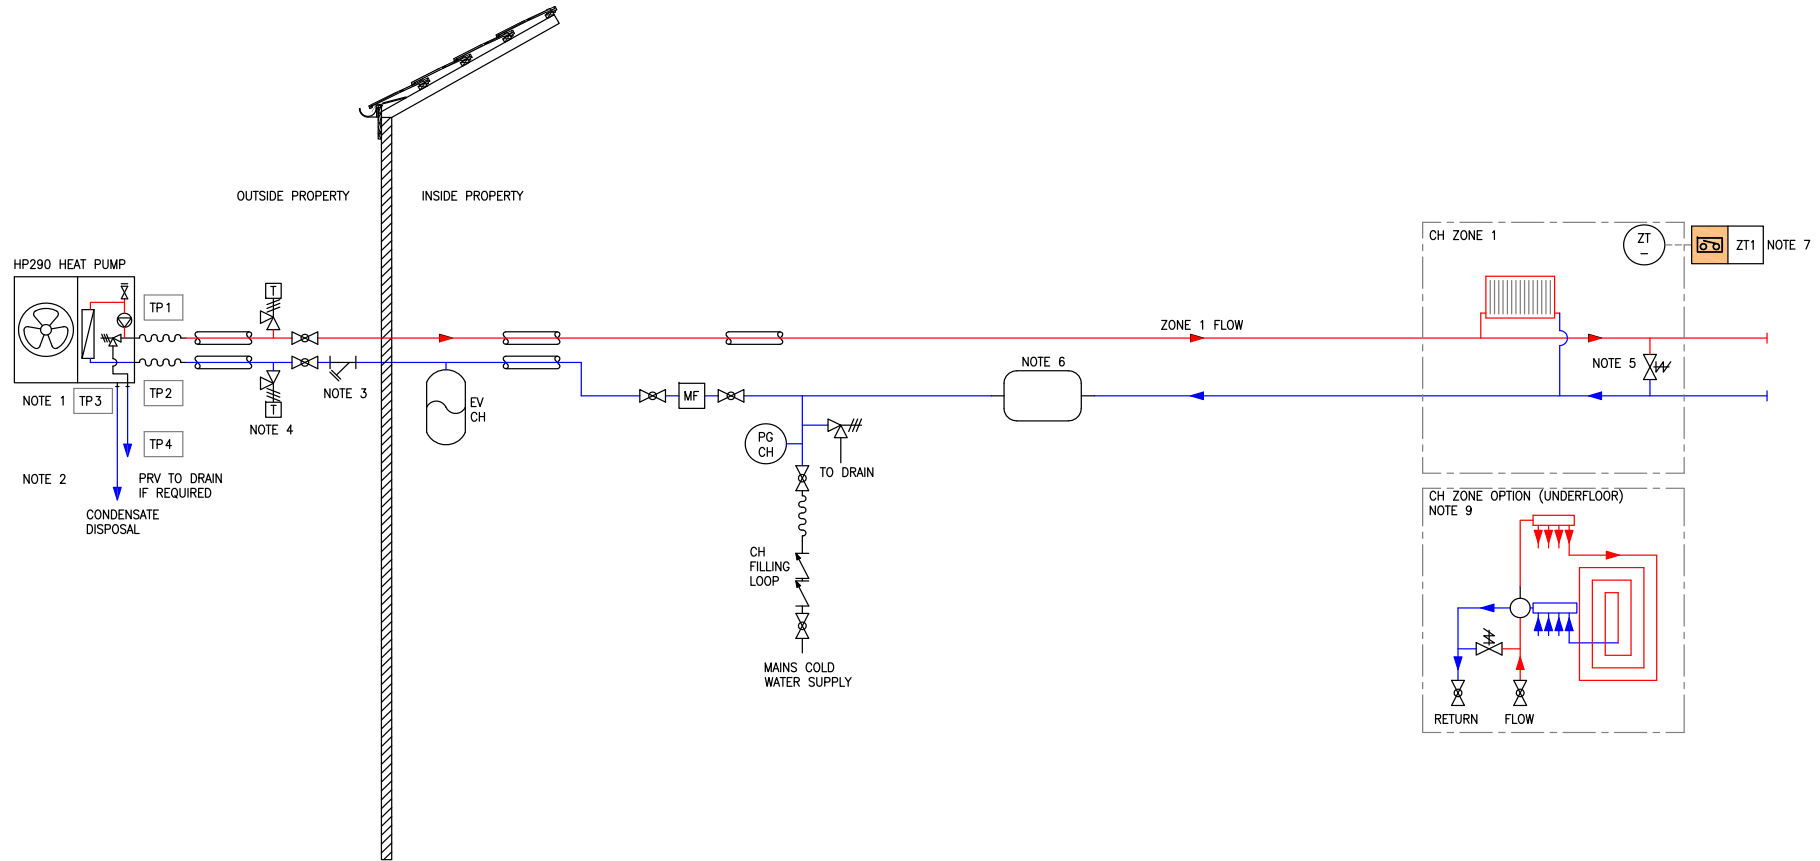 OUTSIDE PROPERTY
INSIDE PROPERTY
HP290 HEAT PUMP
TP1
TP2
TP3
TP4
NOTE 1
NOTE 2
PRV TO DRAIN
IF REQUIRED
CONDENSATE
DISPOSAL
T
T
NOTE 4
NOTE 3
EV
CH
MF
PG
CH
TO DRAIN
CH
FILLING
LOOP
MAINS COLD
WATER SUPPLY
NOTE 6
ZONE 1 FLOW
CH ZONE 1
ZT
–
ZT1
NOTE 7
NOTE 5
CH ZONE OPTION (UNDERFLOOR)
NOTE 9
RETURN
FLOW